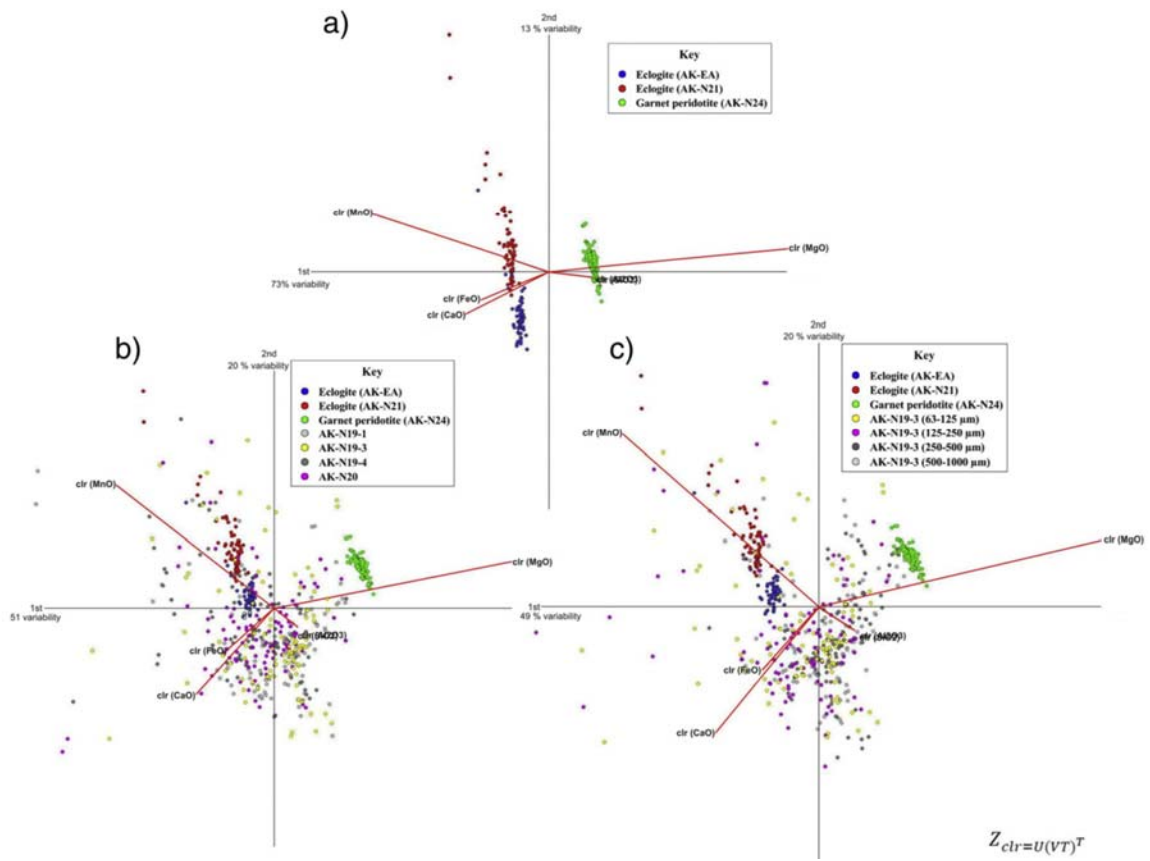 a)
2nd
13 % variability
Key
Eclogite (AK-EA)
Eclogite (AK-N21)
Garnet peridotite (AK-N24)
clr (MnO)
clr (MgO)
1st
73% variability
clr (FeO)
clr (CaO)
b)
2nd
20 % variability
Key
Eclogite (AK-EA)
Eclogite (AK-N21)
Garnet peridotite (AK-N24)
AK-N19-1
AK-N19-3
AK-N19-4
AK-N20
clr (MnO)
clr (MgO)
1st
51 variability
clr (FeO)
clr (CaO)
c)
2nd
20 % variability
Key
Eclogite (AK-EA)
Eclogite (AK-N21)
Garnet peridotite (AK-N24)
AK-N19-3 (63-125 µm)
AK-N19-3 (125-250 µm)
AK-N19-3 (250-500 µm)
AK-N19-3 (500-1000 µm)
clr (MnO)
clr (MgO)
1st
49 % variability
clr (FeO)
clr (CaO)
Z_{clr=U(VT)^T}